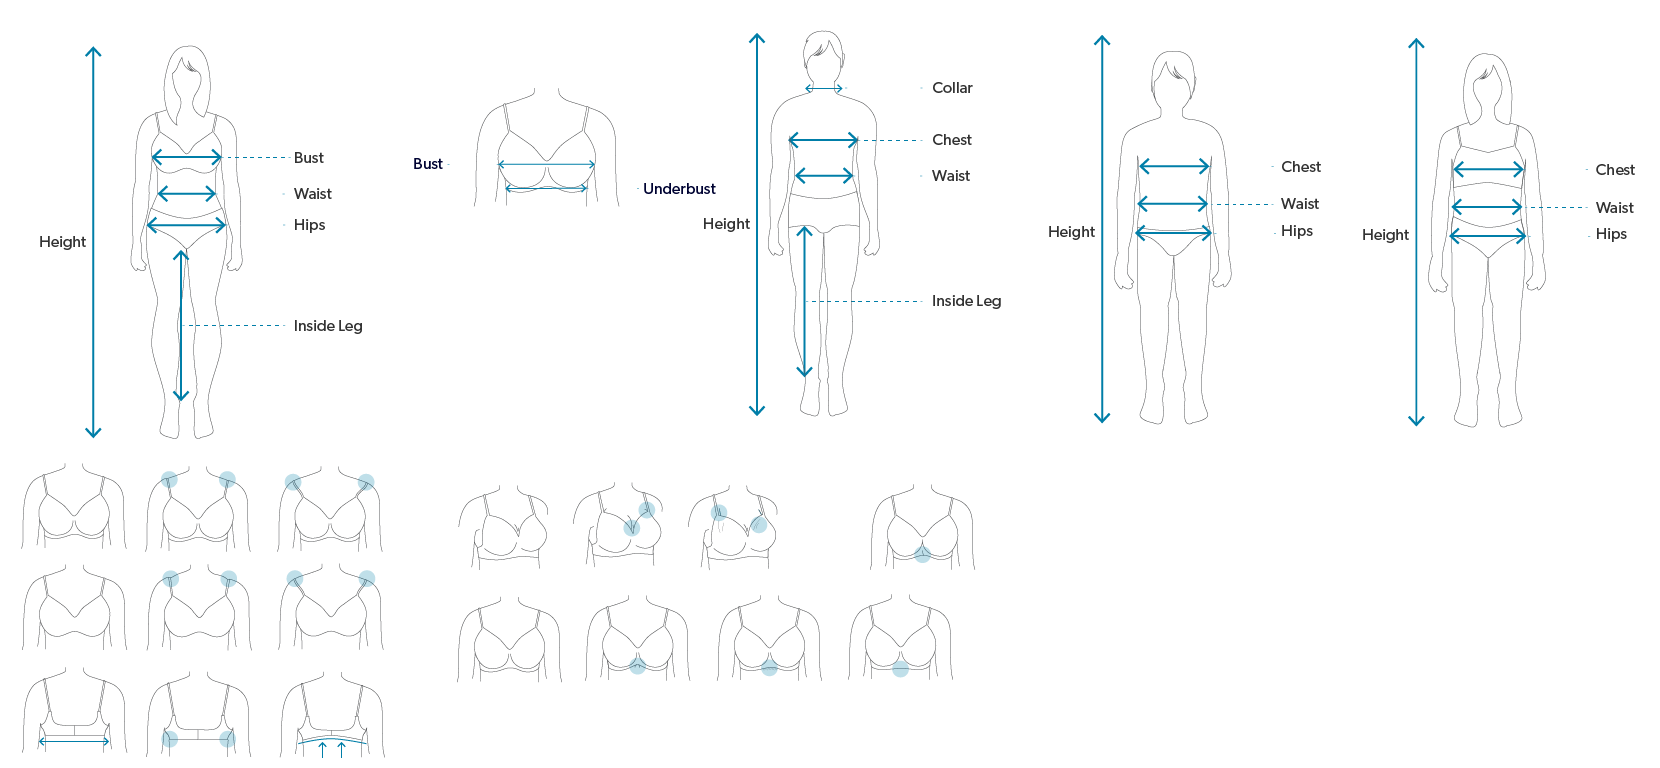 Height
Bust
Waist
Hips
Inside Leg
Bust
Underbust
Height
Collar
Chest
Waist
Inside Leg
Height
Chest
Waist
Hips
Height
Chest
Waist
Hips